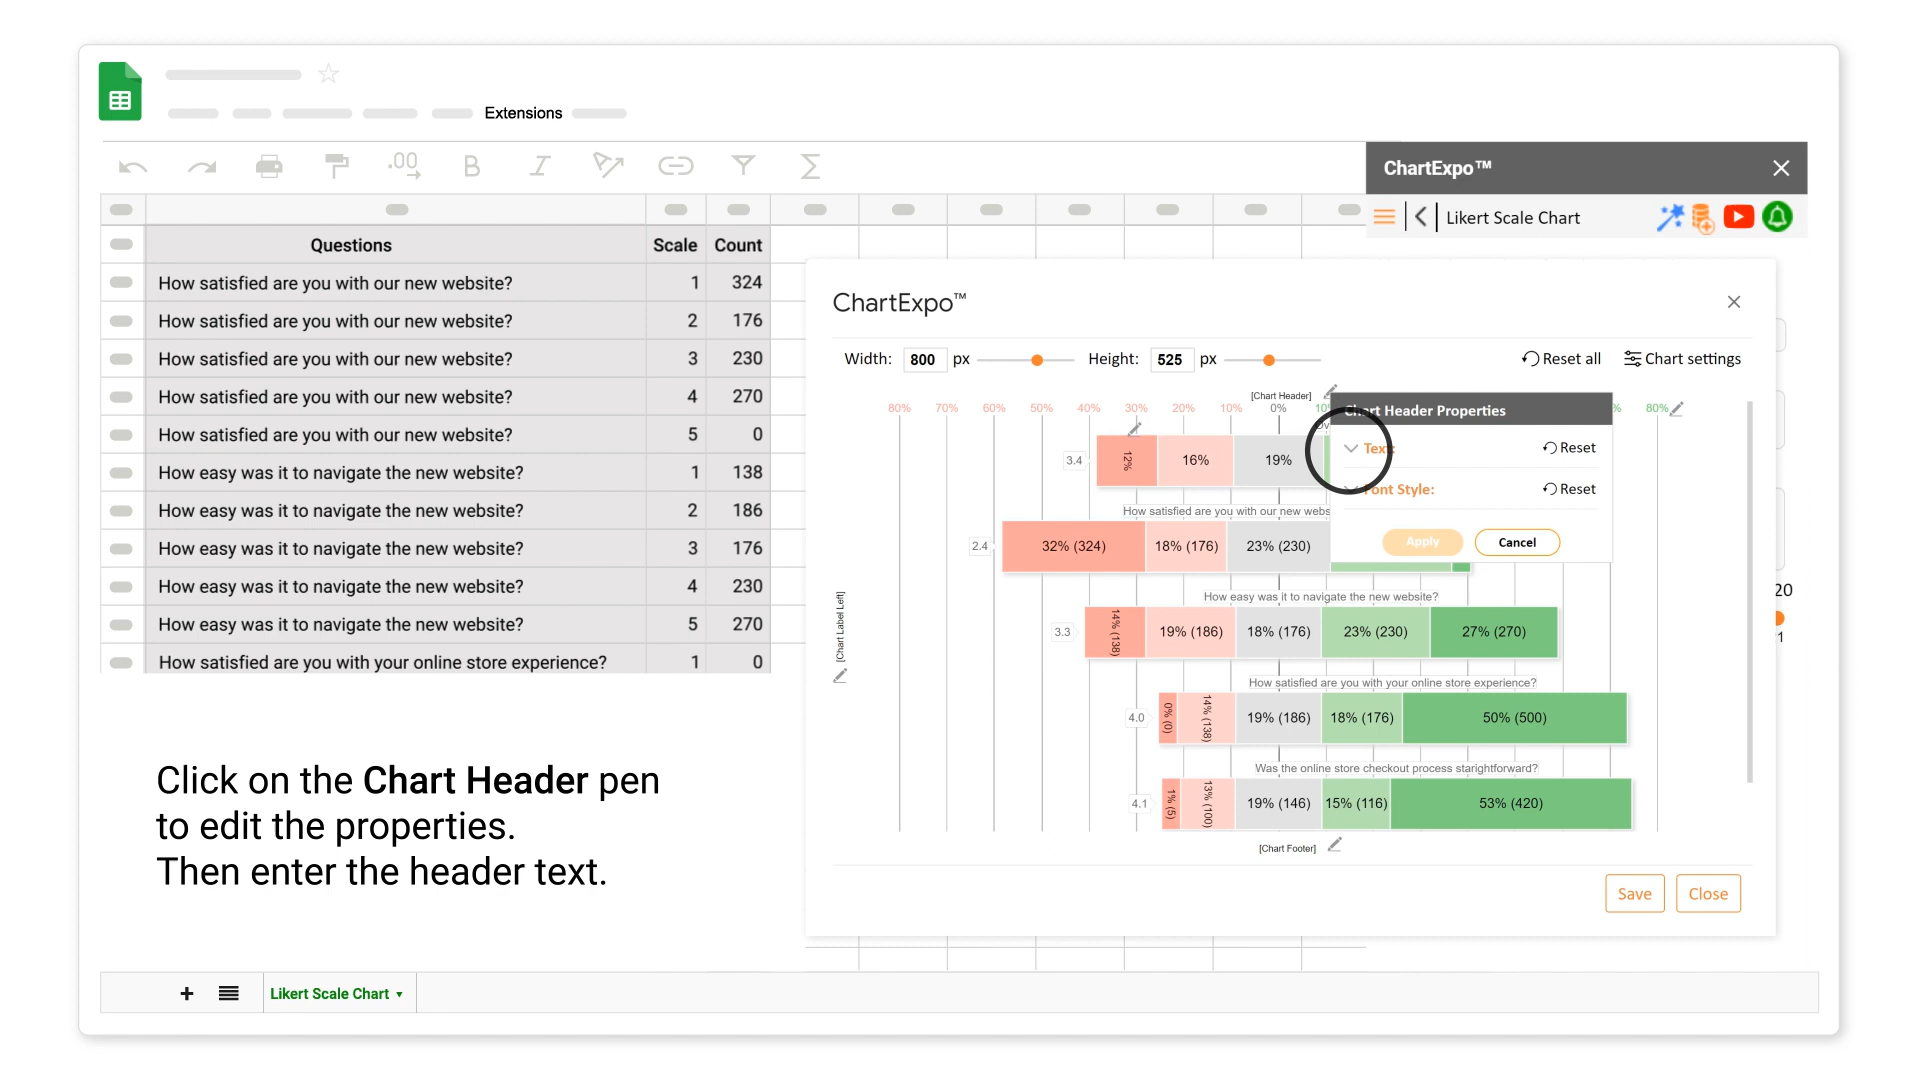 Extensions
.00
B
I
ChartExpo™
Likert Scale Chart
Questions Scale Count
How satisfied are you with our new website? 1 324
How satisfied are you with our new website? 2 176
How satisfied are you with our new website? 3 230
How satisfied are you with our new website? 4 270
How satisfied are you with our new website? 5 0
How easy was it to navigate the new website? 1 138
How easy was it to navigate the new website? 2 186
How easy was it to navigate the new website? 3 176
How easy was it to navigate the new website? 4 230
How easy was it to navigate the new website? 5 270
How satisfied are you with your online store experience? 1 0
Click on the Chart Header pen
to edit the properties.
Then enter the header text.
ChartExpo™
Width: 800 px Height: 525 px Reset all Chart settings
[Chart Header]
80% 70% 60% 50% 40% 30% 20% 10% 0% 80%
Chart Header Properties
Text: Reset
Font Style: Reset
Apply Cancel
3.4 12% 16% 19%
How satisfied are you with our new webs
2.4 32% (324) 18% (176) 23% (230)
How easy was it to navigate the new website?
3.3 14% (138) 19% (186) 18% (176) 23% (230) 27% (270)
How satisfied are you with your online store experience?
4.0 0% (0) 14% (138) 19% (186) 18% (176) 50% (500)
Was the online store checkout process starightforward?
4.1 1% (5) 13% (100) 19% (146) 15% (116) 53% (420)
[Chart Label Left]
[Chart Footer]
20
1
Save Close
Likert Scale Chart